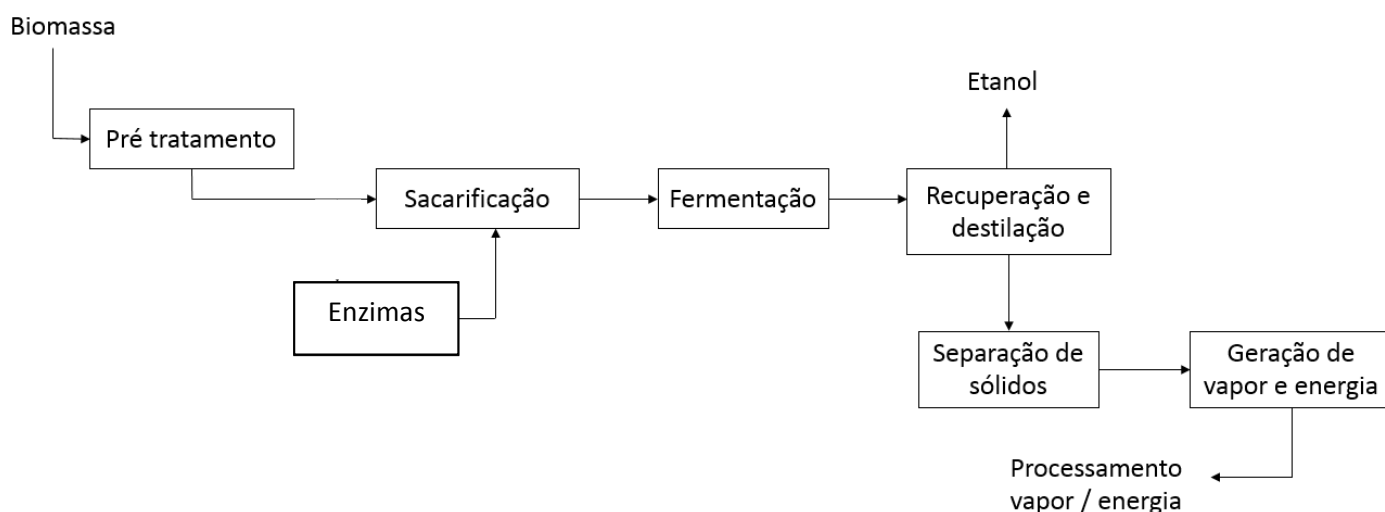 Biomassa
Etanol
Pré tratamento
Sacarificação
Fermentação
Recuperação e
destilação
Enzimas
Separação de
sólidos
Geração de
vapor e energia
Processamento
vapor / energia